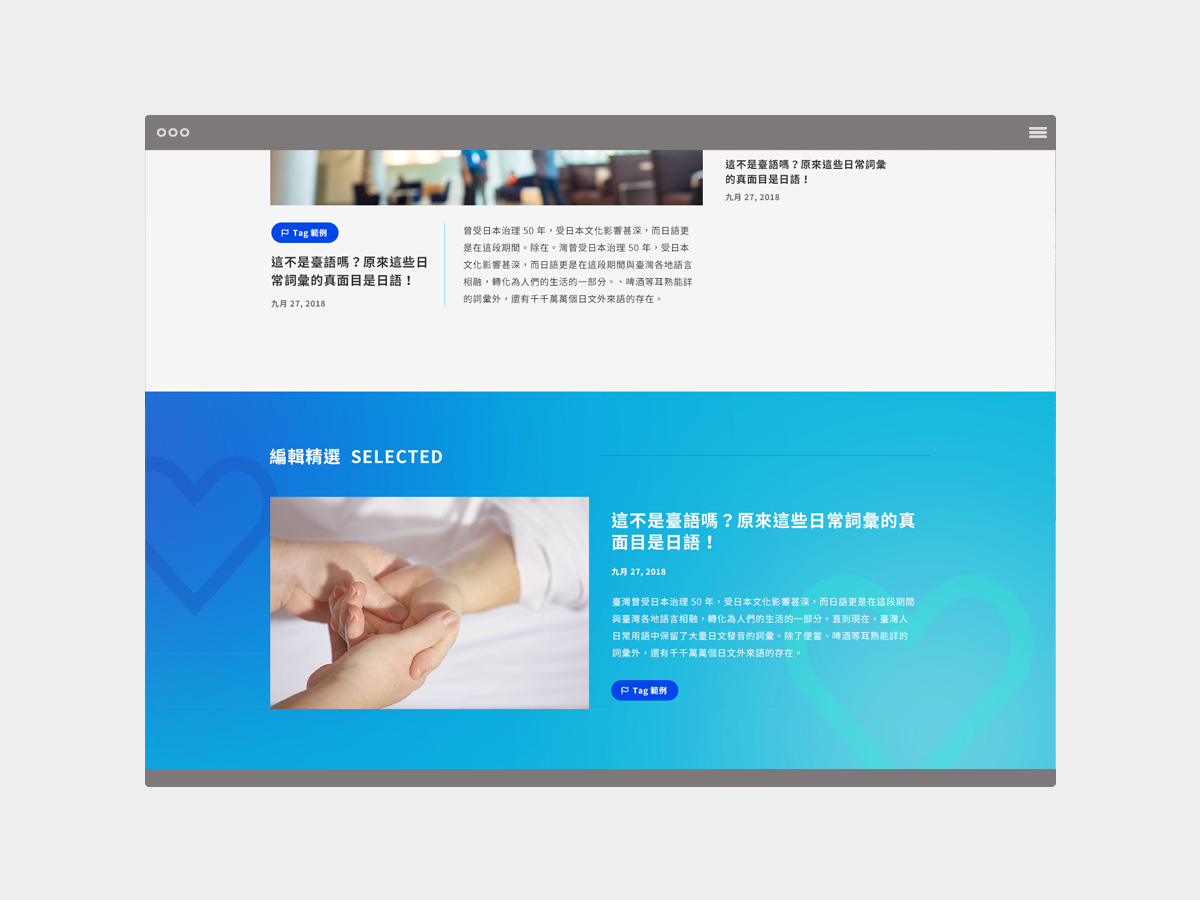 這不是臺語嗎？原來這些日常詞彙
的真面目是日語！
九月 27, 2018
Tag 範例
這不是臺語嗎？原來這些日
常詞彙的真面目是日語！
九月 27, 2018
曾受日本治理 50 年，受日本文化影響甚深，而日語更
是在這段期間。除在。灣曾受日本治理 50 年，受日本
文化影響甚深，而日語更是在這段期間與臺灣各地語言
相融，轉化為人們的生活的一部分。、啤酒等耳熟能詳
的詞彙外，還有千千萬萬個日文外來語的存在。
編輯精選 SELECTED
這不是臺語嗎？原來這些日常詞彙的真
面目是日語！
九月 27, 2018
臺灣曾受日本治理 50 年，受日本文化影響甚深，而日語更是在這段期間
與臺灣各地語言相融，轉化為人們的生活的一部分。直到現在，臺灣人
日常用語中保留了大量日文發音的詞彙。除了便當、啤酒等耳熟能詳的
詞彙外，還有千千萬萬個日文外來語的存在。
Tag 範例